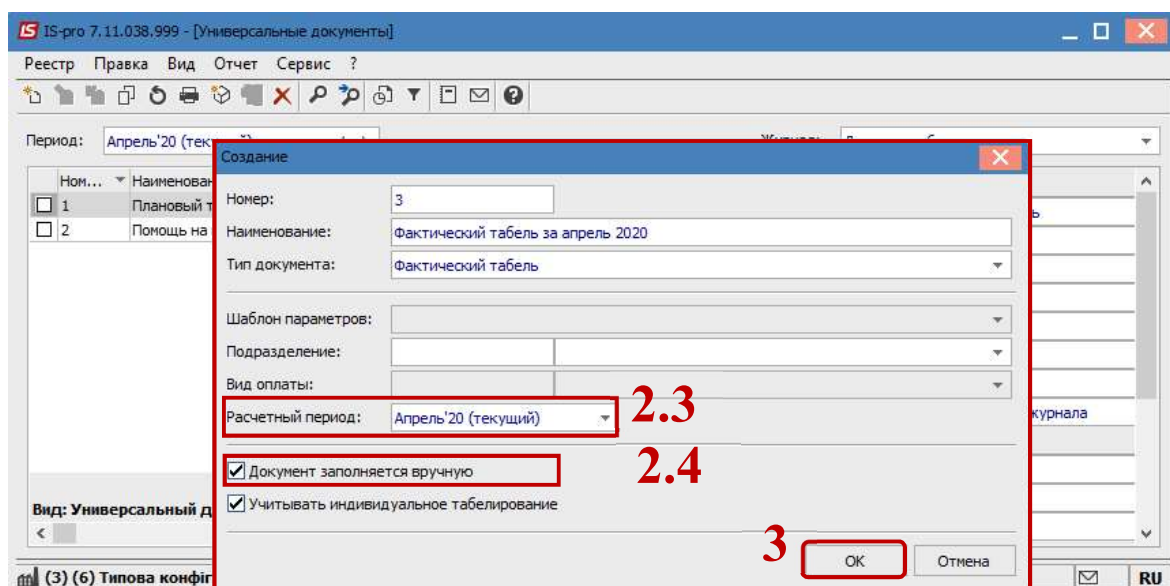 IS-pro 7.11.038.999 - [Универсальные документы]
Реестр Правка Вид Отчет Сервис ?
Период: Апрель'20 (тек
Создание
Ном... Наименован
1 Плановый т
2 Помощь на
Номер: 3
Наименование: Фактический табель за апрель 2020
Тип документа: Фактический табель
Шаблон параметров:
Подразделение:
Вид оплаты:
Расчетный период: Апрель'20 (текущий) 2.3
журнала
Документ заполняется вручную 2.4
Учитывать индивидуальное табелирование
Вид: Универсальный д
3 OK Отмена
(3) (6) Типова конфіг RU